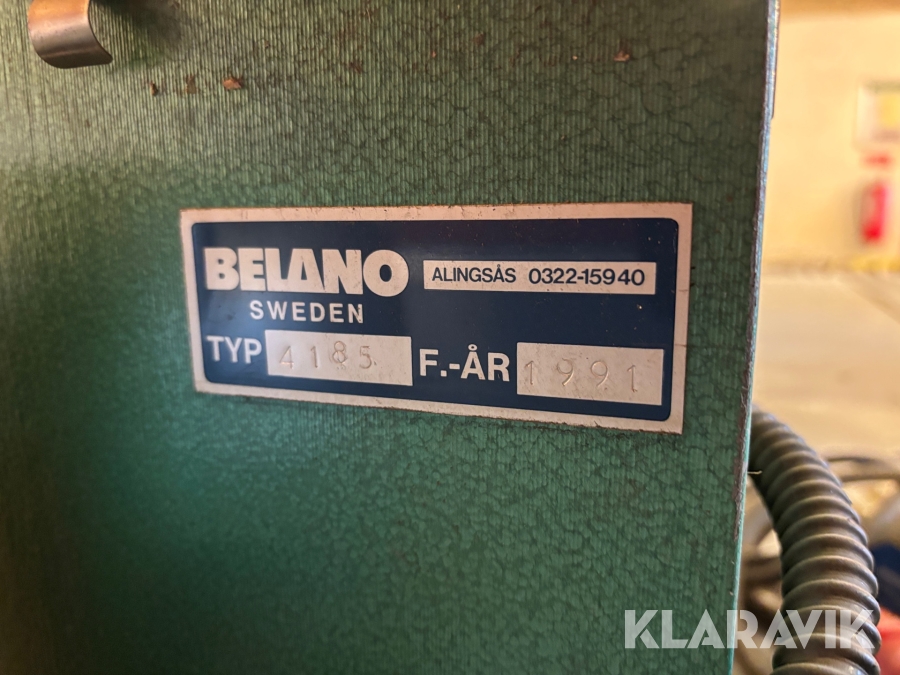 BELANO
ALINGSÅS 0322-15940
SWEDEN
TYP 4185 F.-ÅR 1991
KLARAVIK